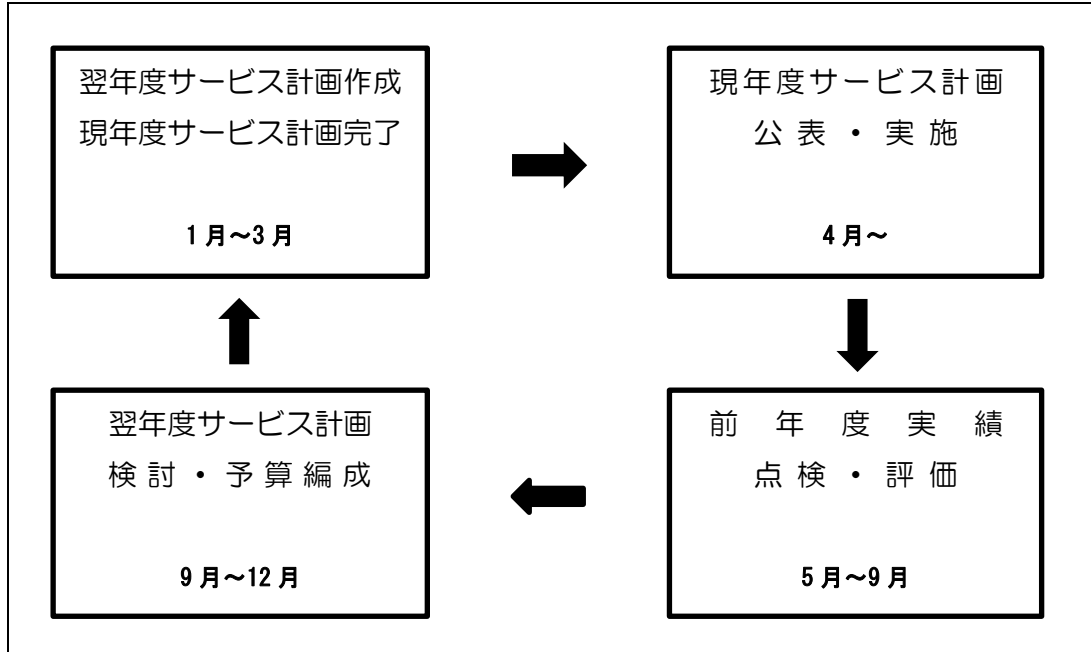 翌年度サービス計画作成
現年度サービス計画完了
1月～3月
現年度サービス計画
公表・実施
4月～
翌年度サービス計画
検討・予算編成
9月～12月
前年度実績
点検・評価
5月～9月